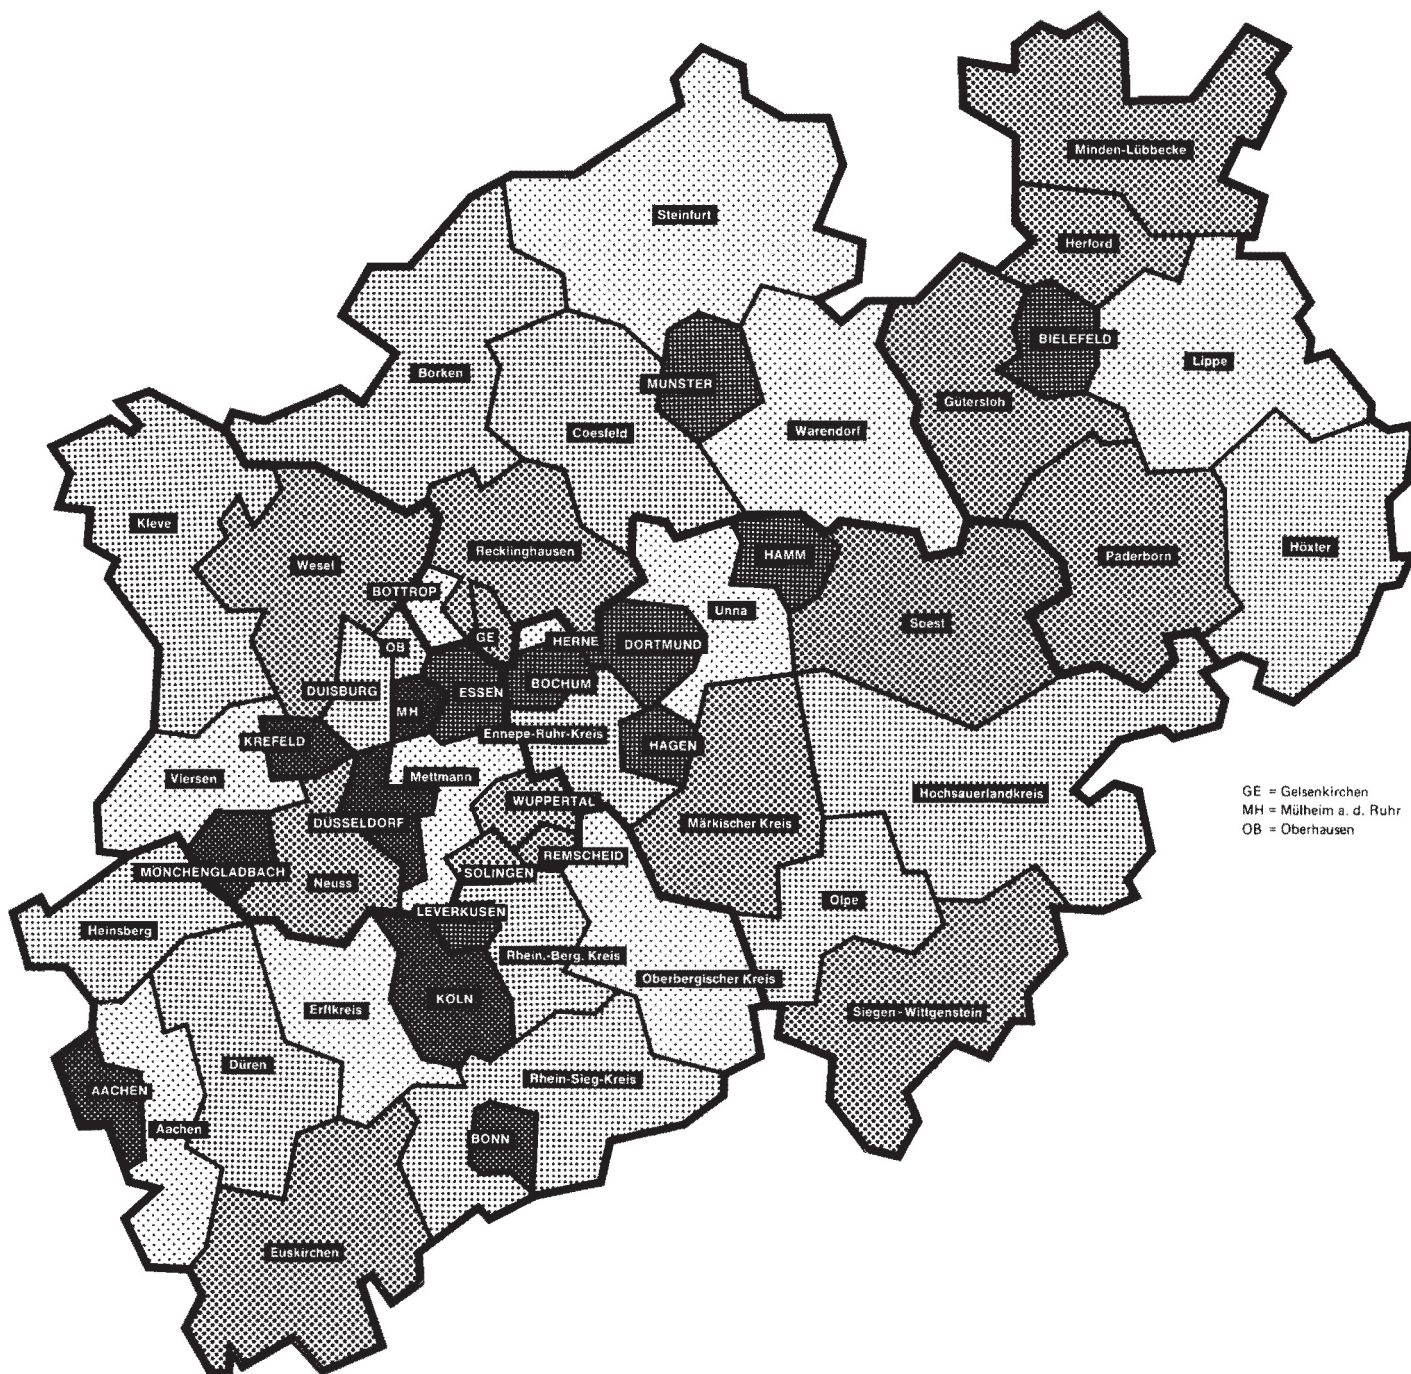 Minden-Lübbecke
Steinfurt
Herford
BIELEFELD
Lippe
Borken
MUNSTER
Gütersloh
Coesfeld
Warendorf
Kleve
Recklinghausen
HAMM
Paderborn
Höxter
Wesel
BOTTROP
Unna
Soest
GE
HERNE
DORTMUND
OB
DUISBURG
ESSEN
BOCHUM
MH
KREFELD
Ennepe-Ruhr-Kreis
HAGEN
Viersen
Mettmann
Hochsauerlandkreis
GE = Gelsenkirchen
MH = Mülheim a. d. Ruhr
OB = Oberhausen
WUPPERTAL
DÜSSELDORF
Märkischer Kreis
REMSCHEID
MÖNCHENGLADBACH
SOLINGEN
Neuss
Olpe
LEVERKUSEN
Heinsberg
Rhein.-Berg. Kreis
Oberbergischer Kreis
KÖLN
Erftkreis
Siegen-Wittgenstein
Düren
Rhein-Sieg-Kreis
AACHEN
Aachen
BONN
Euskirchen